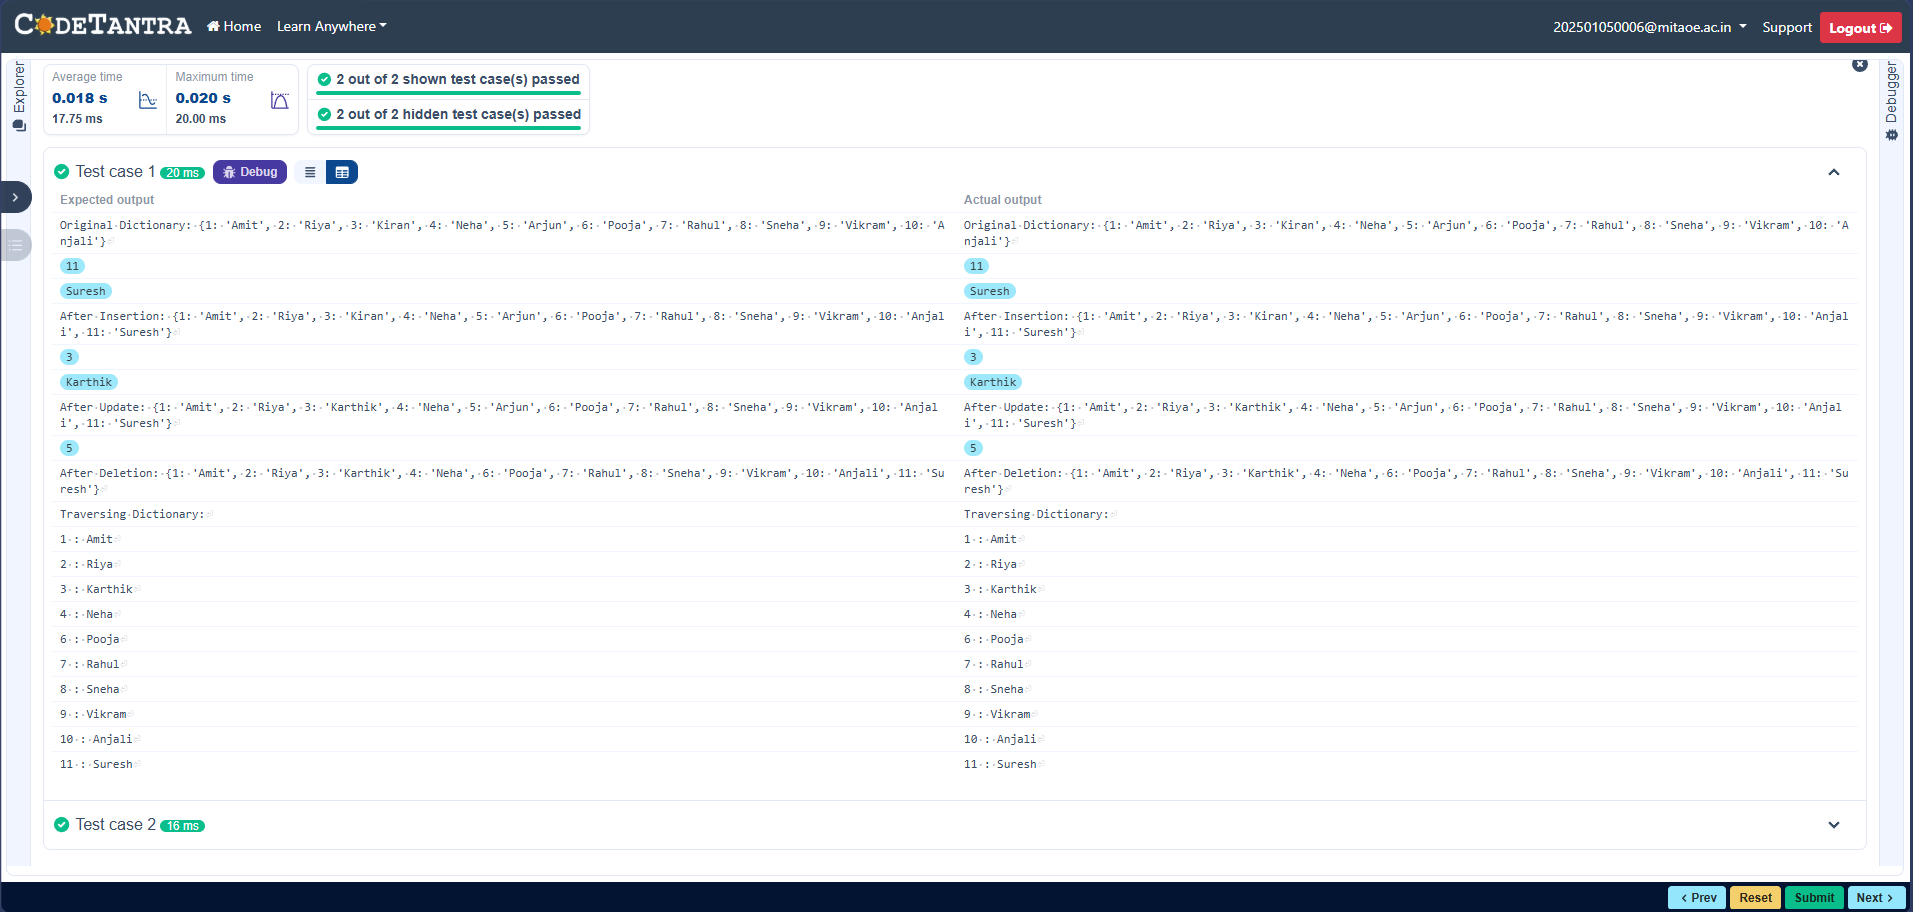 CODETANTRA Home Learn Anywhere 202501050006@mitaoe.ac.in Support Logout
Explorer
Average time
0.018 s
17.75 ms
Maximum time
0.020 s
20.00 ms
2 out of 2 shown test case(s) passed
2 out of 2 hidden test case(s) passed
Debugger
Test case 1 20 ms Debug
Expected output
Original Dictionary: {1: 'Amit', 2: 'Riya', 3: 'Kiran', 4: 'Neha', 5: 'Arjun', 6: 'Pooja', 7: 'Rahul', 8: 'Sneha', 9: 'Vikram', 10: 'A
njali'}
11
Suresh
After Insertion: {1: 'Amit', 2: 'Riya', 3: 'Kiran', 4: 'Neha', 5: 'Arjun', 6: 'Pooja', 7: 'Rahul', 8: 'Sneha', 9: 'Vikram', 10: 'Anjal
i', 11: 'Suresh'}
3
Karthik
After Update: {1: 'Amit', 2: 'Riya', 3: 'Karthik', 4: 'Neha', 5: 'Arjun', 6: 'Pooja', 7: 'Rahul', 8: 'Sneha', 9: 'Vikram', 10: 'Anjal
i', 11: 'Suresh'}
5
After Deletion: {1: 'Amit', 2: 'Riya', 3: 'Karthik', 4: 'Neha', 6: 'Pooja', 7: 'Rahul', 8: 'Sneha', 9: 'Vikram', 10: 'Anjali', 11: 'Su
resh'}
Traversing Dictionary:
1 : Amit
2 : Riya
3 : Karthik
4 : Neha
6 : Pooja
7 : Rahul
8 : Sneha
9 : Vikram
10 : Anjali
11 : Suresh
Actual output
Original Dictionary: {1: 'Amit', 2: 'Riya', 3: 'Kiran', 4: 'Neha', 5: 'Arjun', 6: 'Pooja', 7: 'Rahul', 8: 'Sneha', 9: 'Vikram', 10: 'A
njali'}
11
Suresh
After Insertion: {1: 'Amit', 2: 'Riya', 3: 'Kiran', 4: 'Neha', 5: 'Arjun', 6: 'Pooja', 7: 'Rahul', 8: 'Sneha', 9: 'Vikram', 10: 'Anjal
i', 11: 'Suresh'}
3
Karthik
After Update: {1: 'Amit', 2: 'Riya', 3: 'Karthik', 4: 'Neha', 5: 'Arjun', 6: 'Pooja', 7: 'Rahul', 8: 'Sneha', 9: 'Vikram', 10: 'Anjal
i', 11: 'Suresh'}
5
After Deletion: {1: 'Amit', 2: 'Riya', 3: 'Karthik', 4: 'Neha', 6: 'Pooja', 7: 'Rahul', 8: 'Sneha', 9: 'Vikram', 10: 'Anjali', 11: 'Su
resh'}
Traversing Dictionary:
1 : Amit
2 : Riya
3 : Karthik
4 : Neha
6 : Pooja
7 : Rahul
8 : Sneha
9 : Vikram
10 : Anjali
11 : Suresh
Test case 2 16 ms
Prev Reset Submit Next